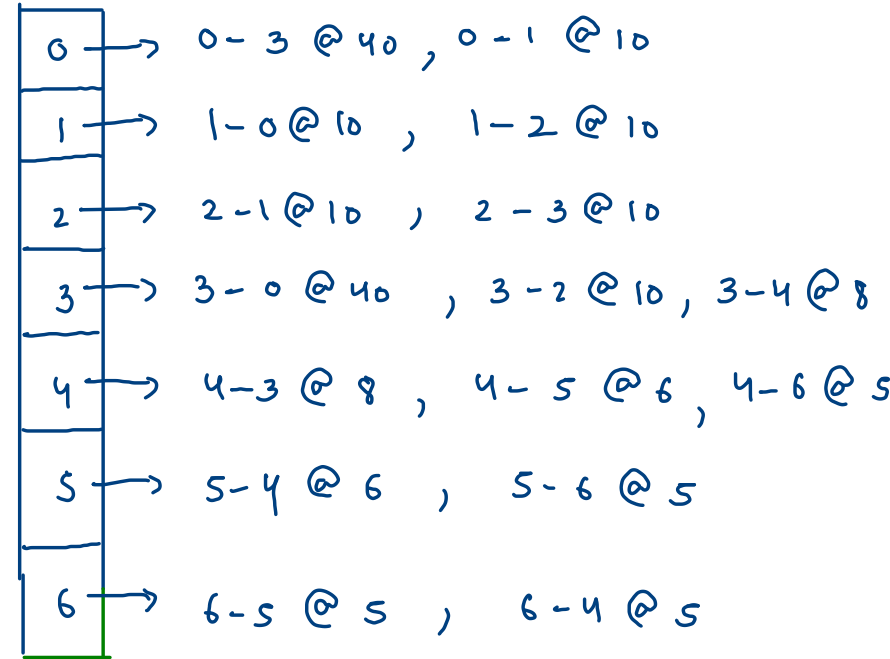 0 → 0-3 @ 40 , 0-1 @ 10
1 → 1-0 @ 10 , 1-2 @ 10
2 → 2-1 @ 10 , 2-3 @ 10
3 → 3-0 @ 40 , 3-2 @ 10 , 3-4 @ 8
4 → 4-3 @ 8 , 4-5 @ 6 , 4-6 @ 5
5 → 5-4 @ 6 , 5-6 @ 5
6 → 6-5 @ 5 , 6-4 @ 5